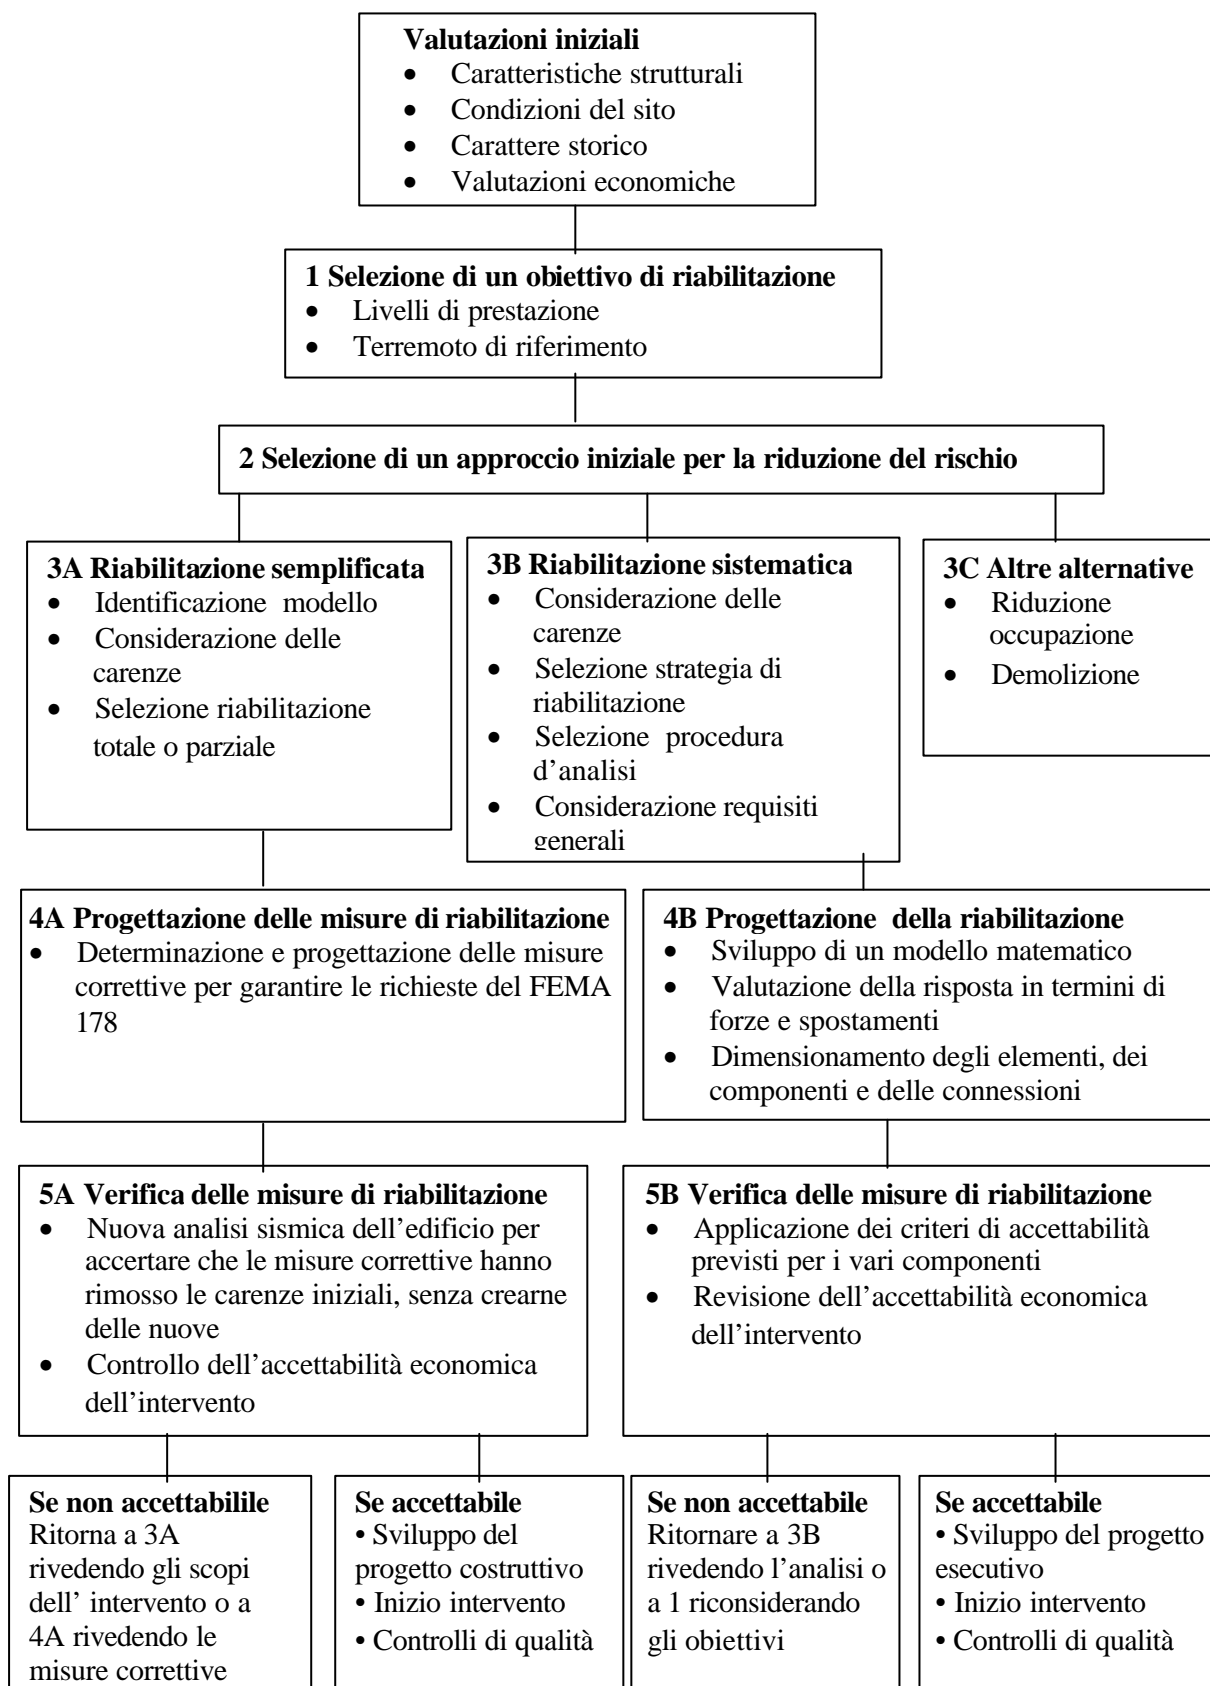 Valutazioni iniziali
• Caratteristiche strutturali
• Condizioni del sito
• Carattere storico
• Valutazioni economiche
1 Selezione di un obiettivo di riabilitazione
• Livelli di prestazione
• Terremoto di riferimento
2 Selezione di un approccio iniziale per la riduzione del rischio
3A Riabilitazione semplificata
• Identificazione modello
• Considerazione delle
carenze
• Selezione riabilitazione
totale o parziale
3B Riabilitazione sistematica
• Considerazione delle
carenze
• Selezione strategia di
riabilitazione
• Selezione procedura
d’analisi
• Considerazione requisiti
generali
3C Altre alternative
• Riduzione
occupazione
• Demolizione
4A Progettazione delle misure di riabilitazione
• Determinazione e progettazione delle misure
correttive per garantire le richieste del FEMA
178
4B Progettazione della riabilitazione
• Sviluppo di un modello matematico
• Valutazione della risposta in termini di
forze e spostamenti
• Dimensionamento degli elementi, dei
componenti e delle connessioni
5A Verifica delle misure di riabilitazione
• Nuova analisi sismica dell’edificio per
accertare che le misure correttive hanno
rimosso le carenze iniziali, senza crearne
delle nuove
• Controllo dell’accettabilità economica
dell’intervento
5B Verifica delle misure di riabilitazione
• Applicazione dei criteri di accettabilità
previsti per i vari componenti
• Revisione dell’accettabilità economica
dell’intervento
Se non accettabilile
Ritorna a 3A
rivedendo gli scopi
dell’ intervento o a
4A rivedendo le
misure correttive
Se accettabile
• Sviluppo del
progetto costruttivo
• Inizio intervento
• Controlli di qualità
Se non accettabile
Ritornare a 3B
rivedendo l’analisi o
a 1 riconsiderando
gli obiettivi
Se accettabile
• Sviluppo del progetto
esecutivo
• Inizio intervento
• Controlli di qualità